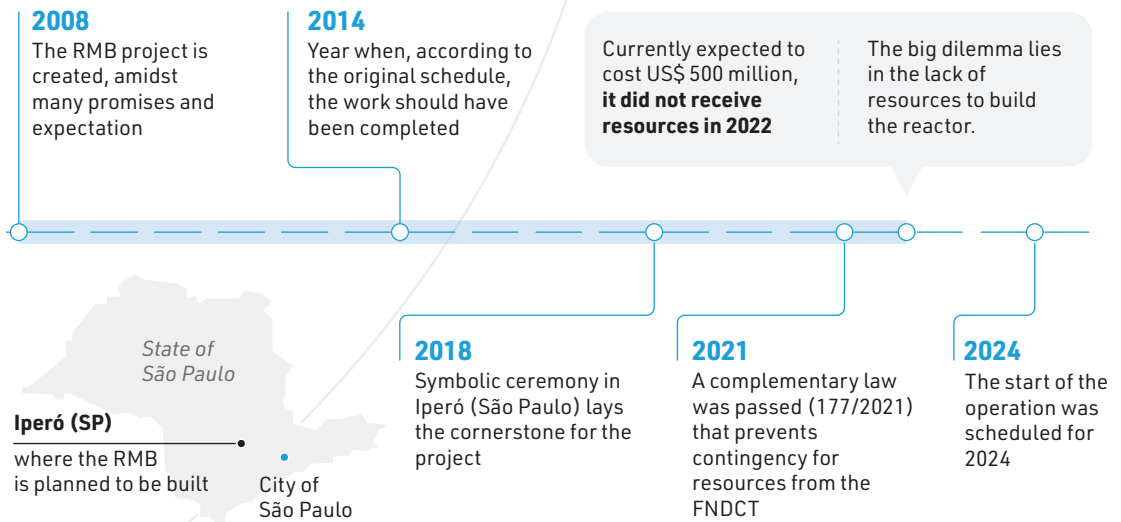 2008
The RMB project is
created, amidst
many promises and
expectation
2014
Year when, according to
the original schedule,
the work should have
been completed
Currently expected to
cost US$ 500 million,
it did not receive
resources in 2022
The big dilemma lies
in the lack of
resources to build
the reactor.
State of
São Paulo
Iperó (SP)
where the RMB
is planned to be built
City of
São Paulo
2018
Symbolic ceremony in
Iperó (São Paulo) lays
the cornerstone for the
project
2021
A complementary law
was passed (177/2021)
that prevents
contingency for
resources from the
FNDCT
2024
The start of the
operation was
scheduled for
2024